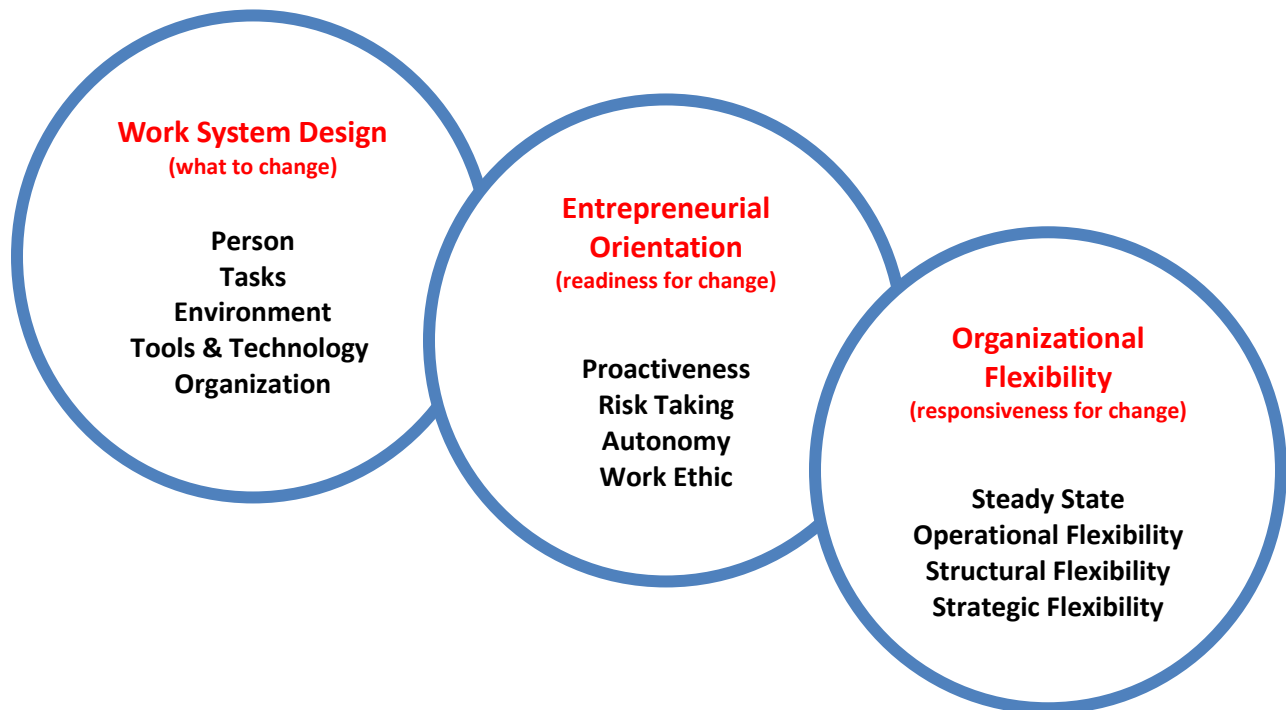 Work System Design
(what to change)
Person
Tasks
Environment
Tools & Technology
Organization
Entrepreneurial
Orientation
(readiness for change)
Proactiveness
Risk Taking
Autonomy
Work Ethic
Organizational
Flexibility
(responsiveness for change)
Steady State
Operational Flexibility
Structural Flexibility
Strategic Flexibility